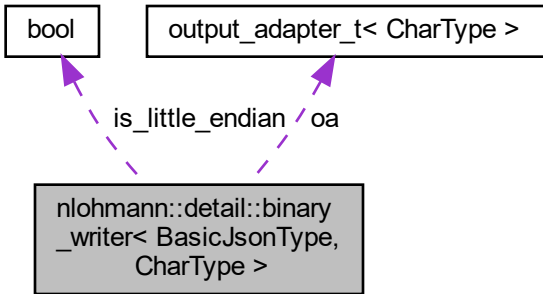 bool
output_adapter_t< CharType >
is_little_endian
oa
nlohmann::detail::binary
_writer< BasicJsonType,
CharType >